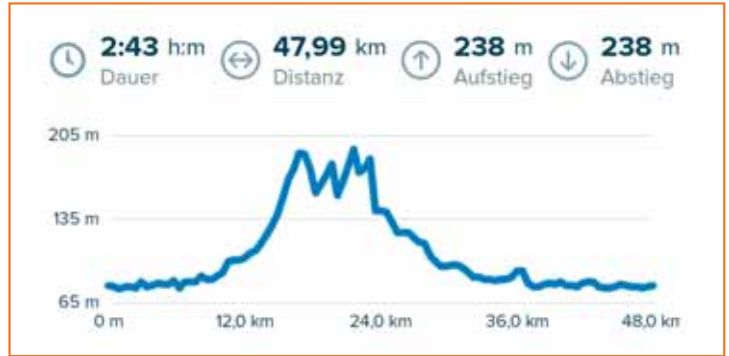 2:43 h:m 47,99 km 238 m 238 m
Dauer Distanz Aufstieg Abstieg
205 m
135 m
65 m
0 m 12,0 km 24,0 km 36,0 km 48,0 km